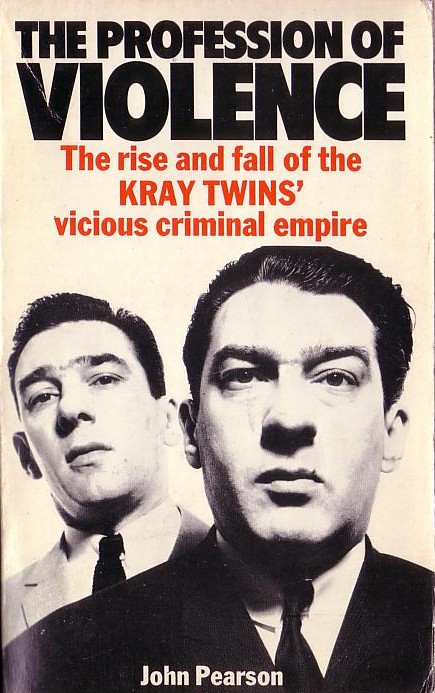 THE PROFESSION OF
VIOLENCE
The rise and fall of the
KRAY TWINS'
vicious criminal empire
John Pearson